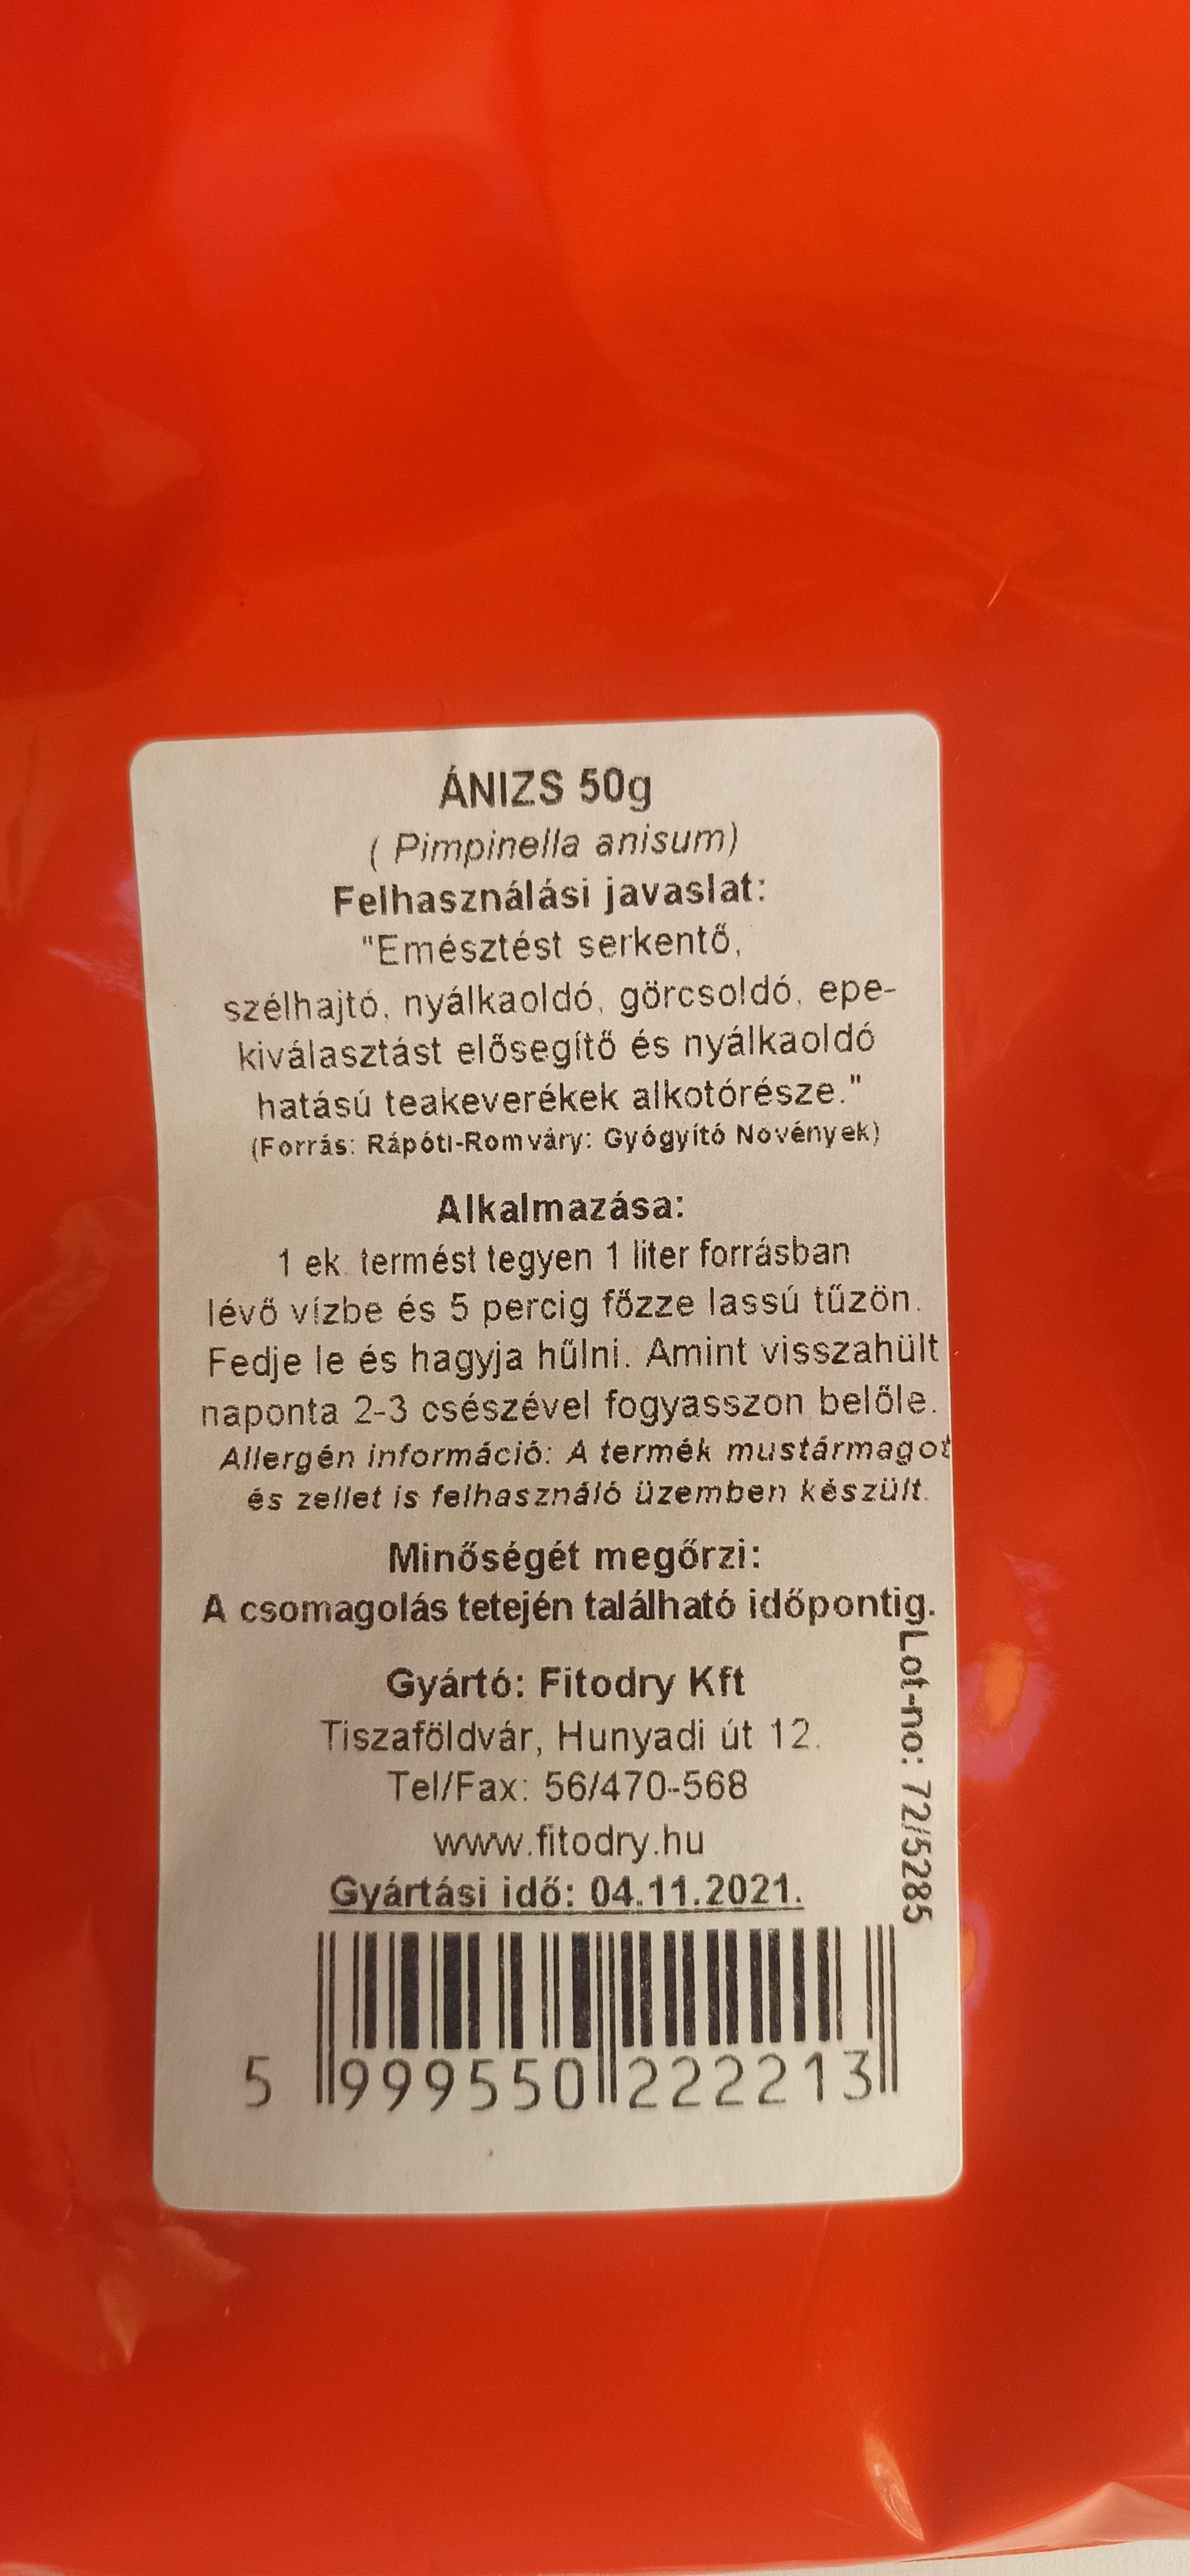 ÁNIZS 50g
( Pimpinella anisum)
Felhasználási javaslat:
"Emésztést serkentő,
szélhajtó, nyálkaoldó, görcsoldó, epe-
kiválasztást elősegítő és nyálkaoldó
hatású teakeverékek alkotórésze."
(Forrás: Rápóti-Romváry: Gyógyító Növények)
Alkalmazása:
1 ek. termést tegyen 1 liter forrásban
lévő vízbe és 5 percig főzze lassú tűzön.
Fedje le és hagyja hűlni. Amint visszahült
naponta 2-3 csészével fogyasszon belőle.
Allergén információ: A termék mustármagot
és zellet is felhasználó üzemben készült.
Minőségét megőrzi:
A csomagolás tetején található időpontig.
Gyártó: Fitodry Kft
Tiszaföldvár, Hunyadi út 12.
Tel/Fax: 56/470-568
www.fitodry.hu
Gyártási idő: 04.11.2021.
Lot-no: 72/5285
5 999550 222213